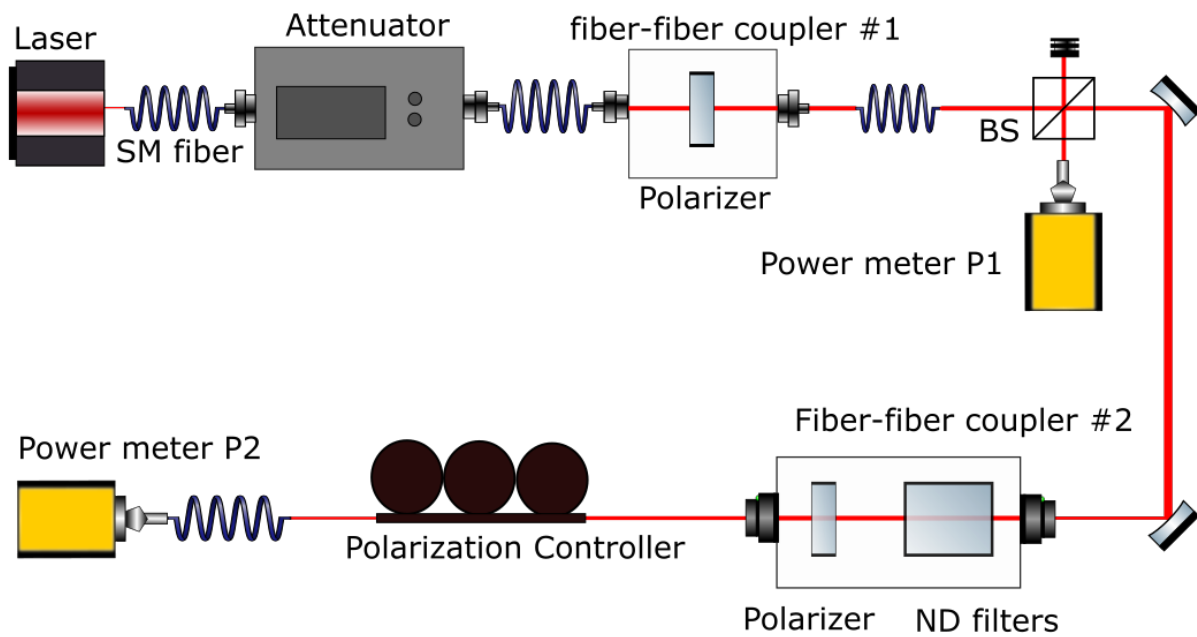 Laser
Attenuator
fiber-fiber coupler #1
SM fiber
BS
Polarizer
Power meter P1
Fiber-fiber coupler #2
Power meter P2
Polarization Controller
Polarizer
ND filters